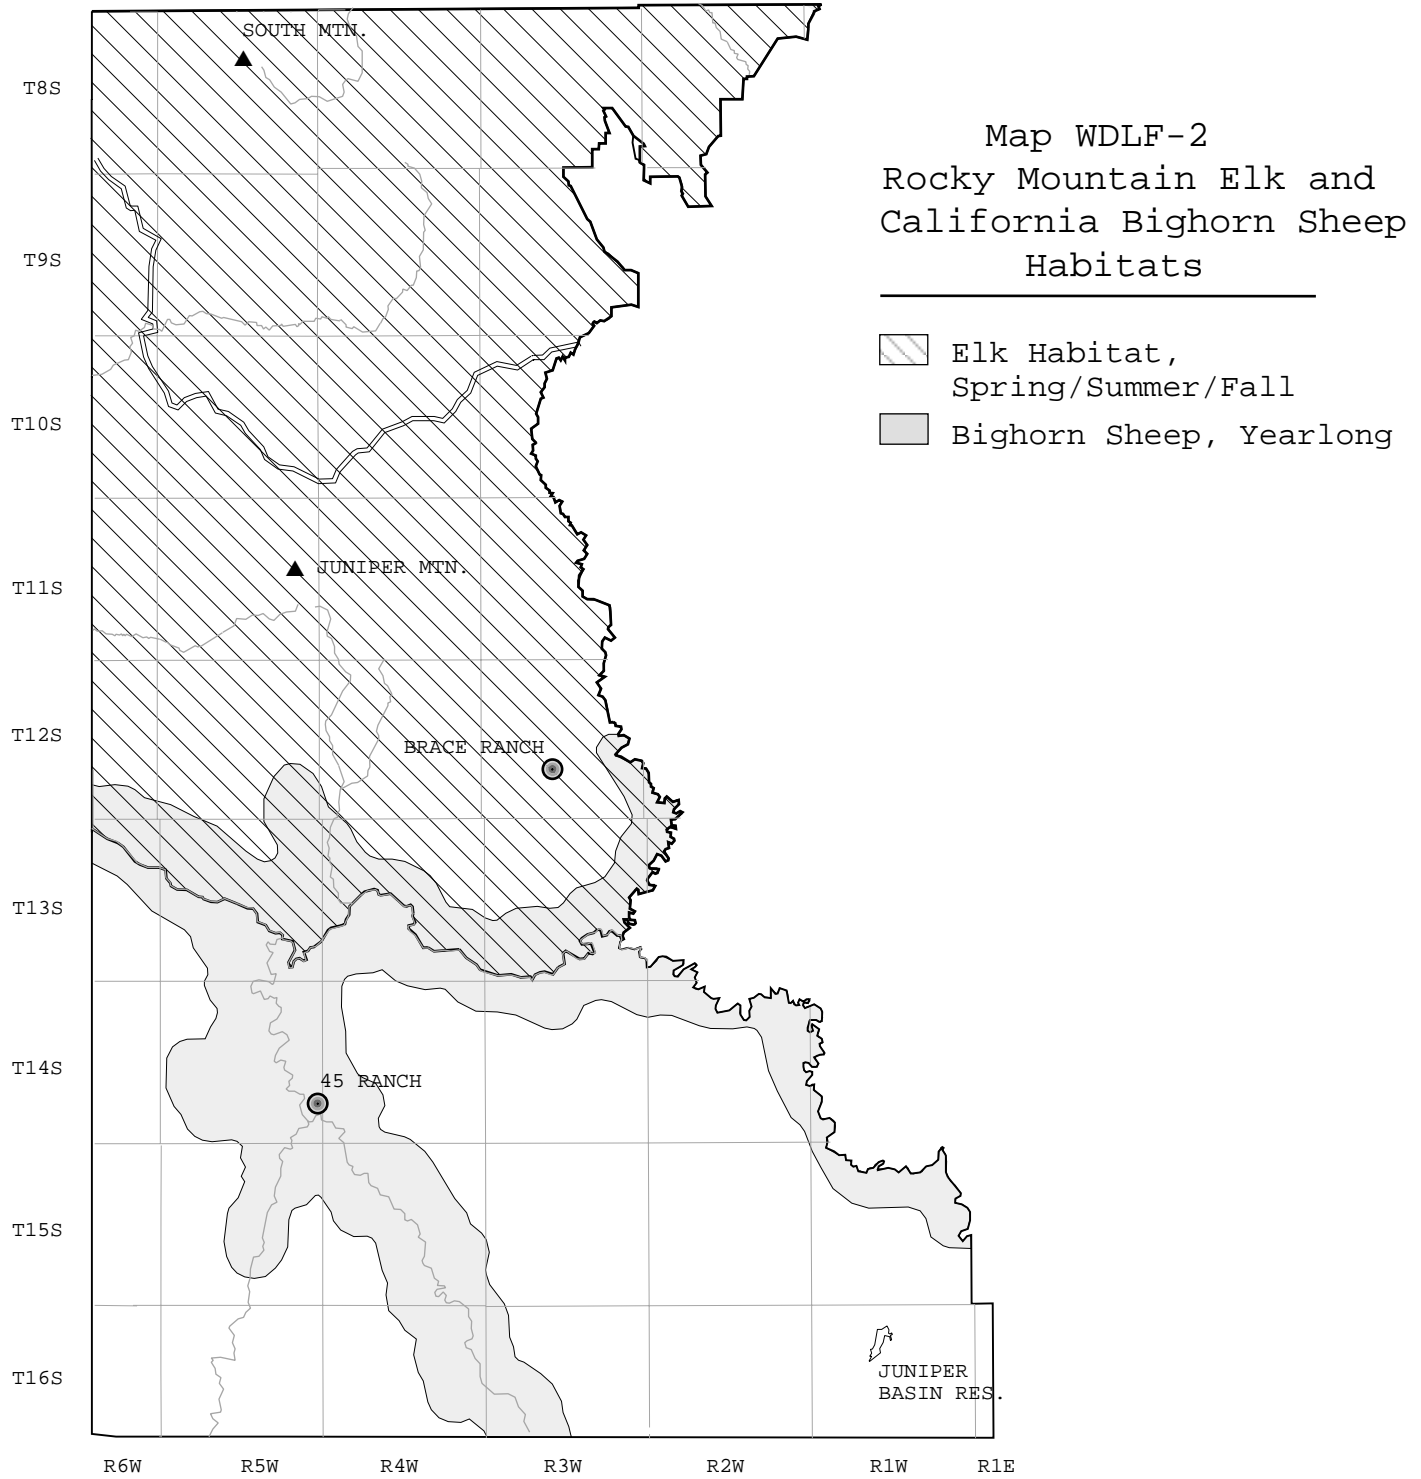 Map WDLF-2
Rocky Mountain Elk and
California Bighorn Sheep
Habitats
Elk Habitat,
Spring/Summer/Fall
Bighorn Sheep, Yearlong
SOUTH MTN.
T8S
T9S
T10S
JUNIPER MTN.
T11S
T12S
BRACE RANCH
T13S
T14S
45 RANCH
T15S
JUNIPER
BASIN RES.
T16S
R6W R5W R4W R3W R2W R1W R1E